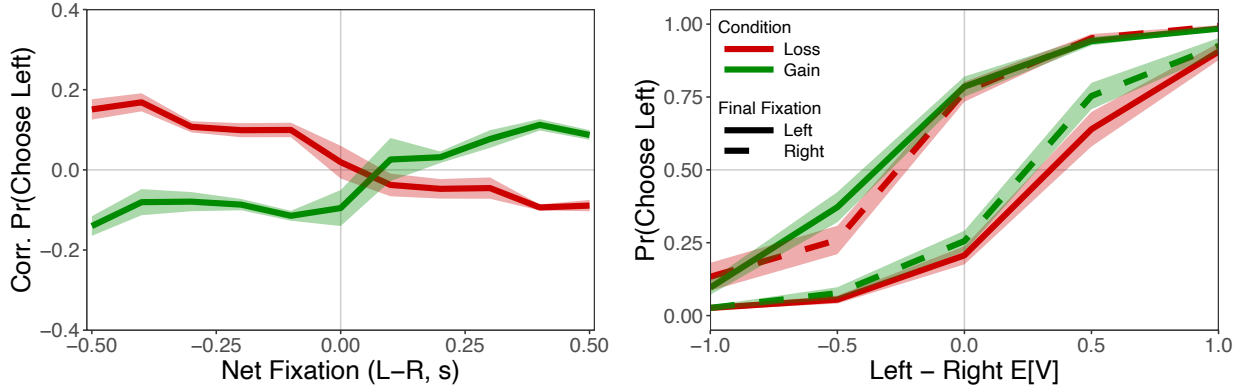 Corr. Pr(Choose Left)
0.4
0.2
0.0
−0.2
−0.4
−0.50
−0.25
0.00
0.25
0.50
Net Fixation (L−R, s)
Pr(Choose Left)
1.00
0.75
0.50
0.25
0.00
Condition
Loss
Gain
Final Fixation
Left
Right
−1.0
−0.5
0.0
0.5
1.0
Left − Right E[V]